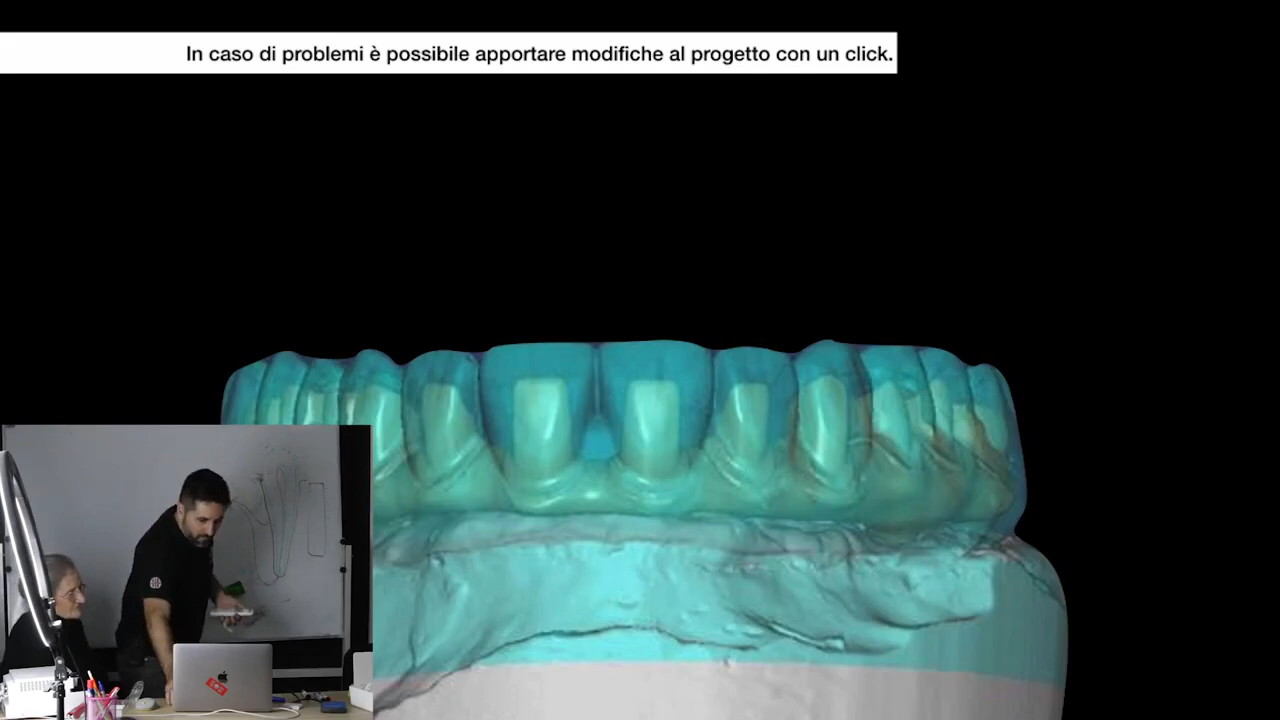 In caso di problemi è possibile apportare modifiche al progetto con un click.